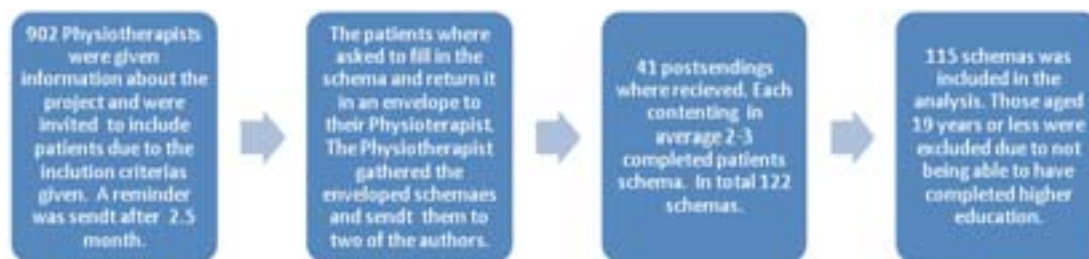 902 Physiotherapists
were given
information about the
project and were
invited to include
patients due to the
inclution criterias
given. A reminder
was sendt after 2.5
month.
The patients where
asked to fill in the
schema and return it
in an envelope to
their Physioterapist.
The Physiotherapist
gathered the
enveloped schemaes
and sendt them to
two of the authors.
41 postsendings
where recieved. Each
contenting in
average 2-3
completed patients
schema. In total 122
schemas.
115 schemas was
included in the
analysis. Those aged
19 years or less were
excluded due to not
being able to have
completed higher
education.